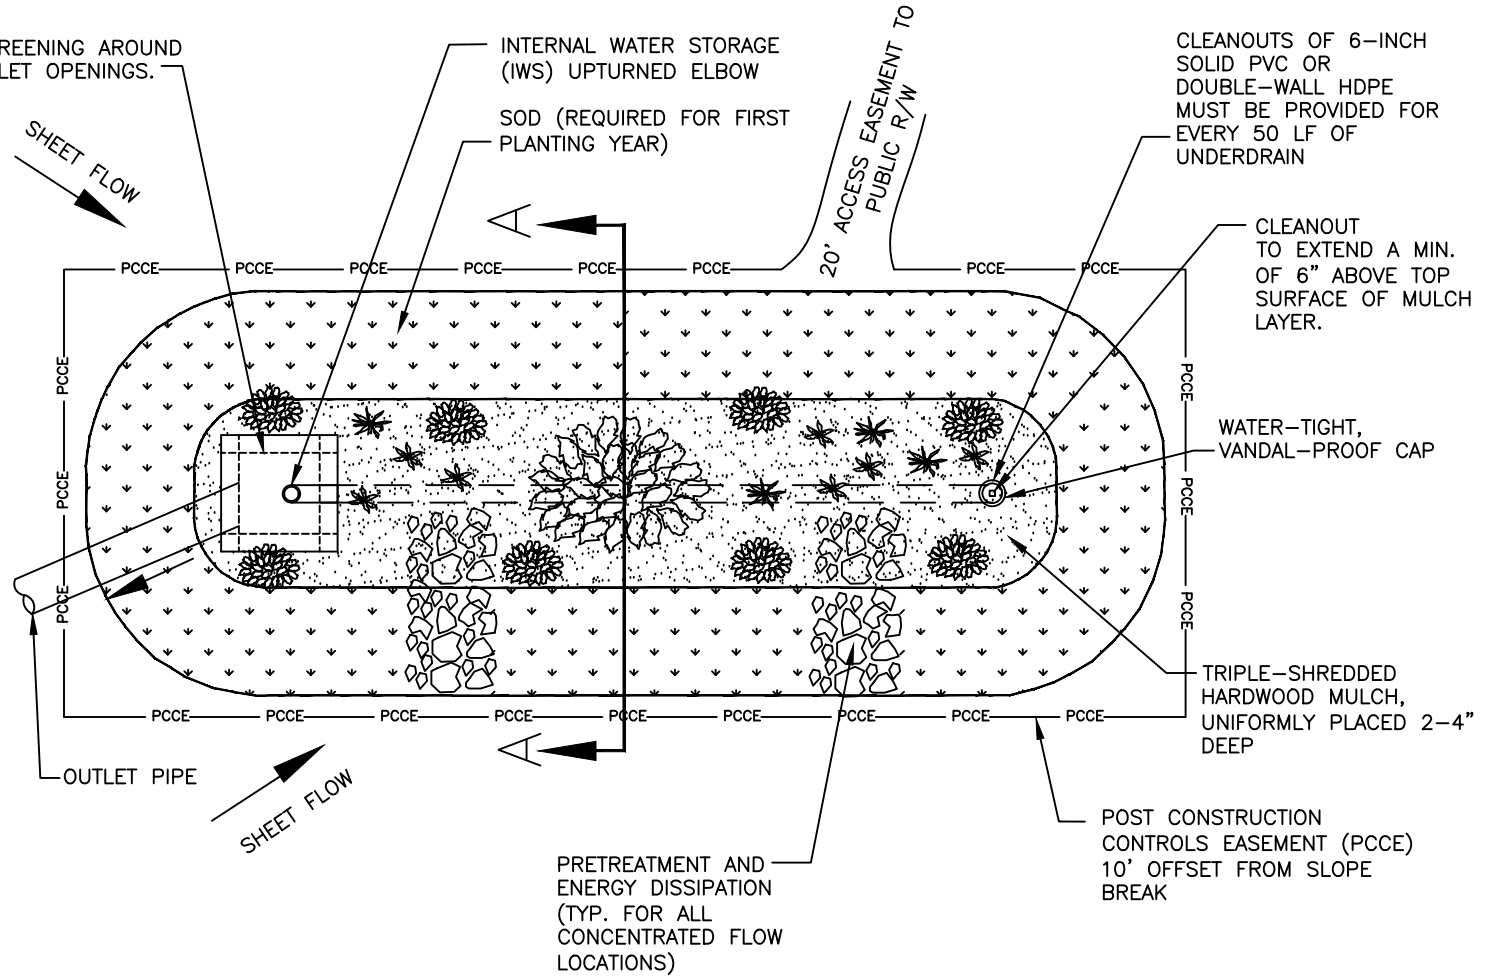 REENING AROUND
LET OPENINGS.
INTERNAL WATER STORAGE
(IWS) UPTURNED ELBOW
SOD (REQUIRED FOR FIRST
PLANTING YEAR)
20' ACCESS EASEMENT TO
PUBLIC R/W
CLEANOUTS OF 6-INCH
SOLID PVC OR
DOUBLE-WALL HDPE
MUST BE PROVIDED FOR
EVERY 50 LF OF
UNDERDRAIN
SHEET FLOW
A
CLEANOUT
TO EXTEND A MIN.
OF 6" ABOVE TOP
SURFACE OF MULCH
LAYER.
PCCE PCCE PCCE PCCE PCCE PCCE PCCE PCCE
PCCE
PCCE
PCCE
PCCE
PCCE
PCCE
WATER-TIGHT,
VANDAL-PROOF CAP
TRIPLE-SHREDDED
HARDWOOD MULCH,
UNIFORMLY PLACED 2-4"
DEEP
PCCE PCCE PCCE PCCE PCCE PCCE PCCE PCCE PCCE
A
OUTLET PIPE
SHEET FLOW
POST CONSTRUCTION
CONTROLS EASEMENT (PCCE)
10' OFFSET FROM SLOPE
BREAK
PRETREATMENT AND
ENERGY DISSIPATION
(TYP. FOR ALL
CONCENTRATED FLOW
LOCATIONS)